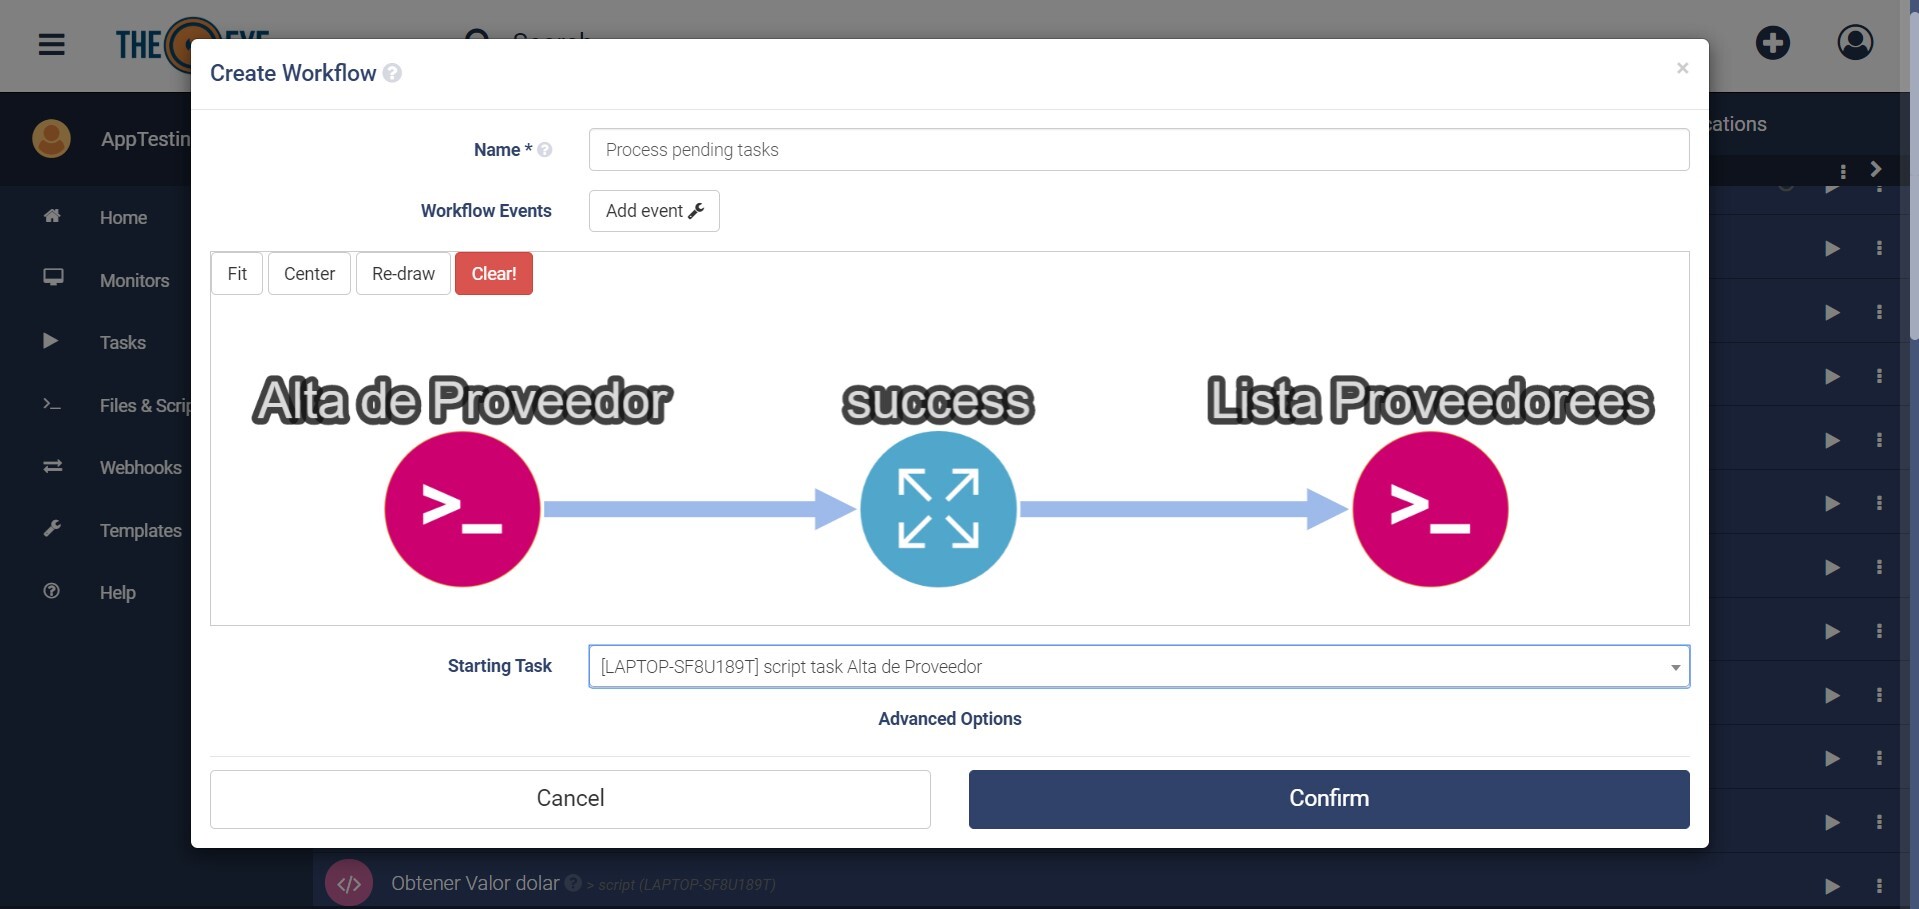 THE EYE
Search
Create Workflow
AppTestin
cations
Name *
Process pending tasks
Workflow Events
Add event
Home
Monitors
Tasks
Files & Scrip
Webhooks
Templates
Help
Fit
Center
Re-draw
Clear!
Alta de Proveedor
success
Lista Proveedorees
Starting Task
[LAPTOP-SF8U189T] script task Alta de Proveedor
Advanced Options
Cancel
Confirm
Obtener Valor dolar > script (LAPTOP-SF8U189T)